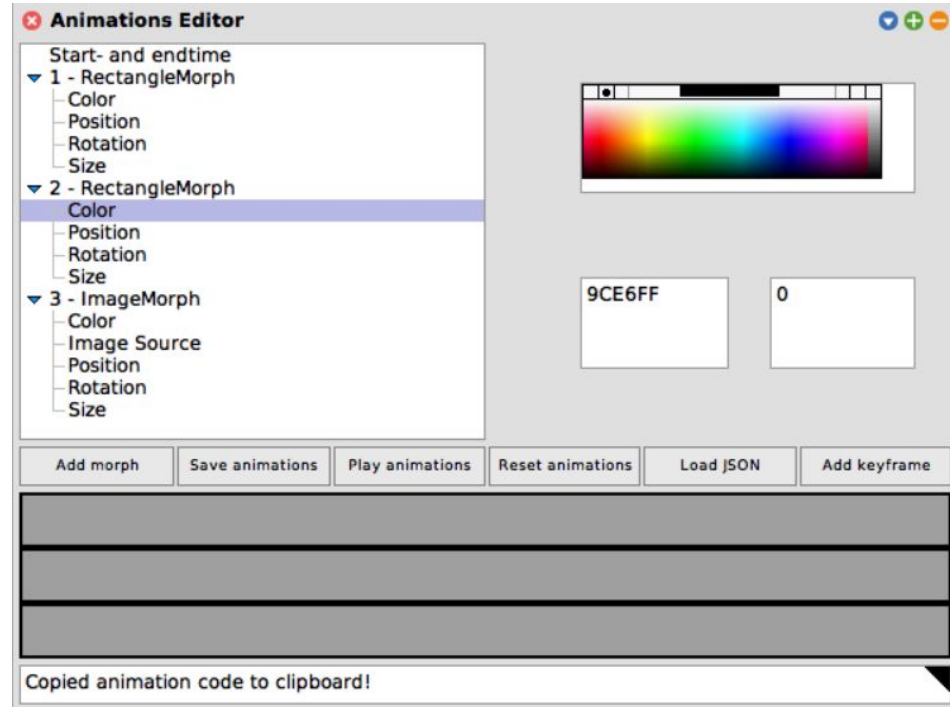 Animations Editor
Start- and endtime
1 - RectangleMorph
Color
Position
Rotation
Size
2 - RectangleMorph
Color
Position
Rotation
Size
3 - ImageMorph
Color
Image Source
Position
Rotation
Size
9CE6FF
0
Add morph
Save animations
Play animations
Reset animations
Load JSON
Add keyframe
Copied animation code to clipboard!